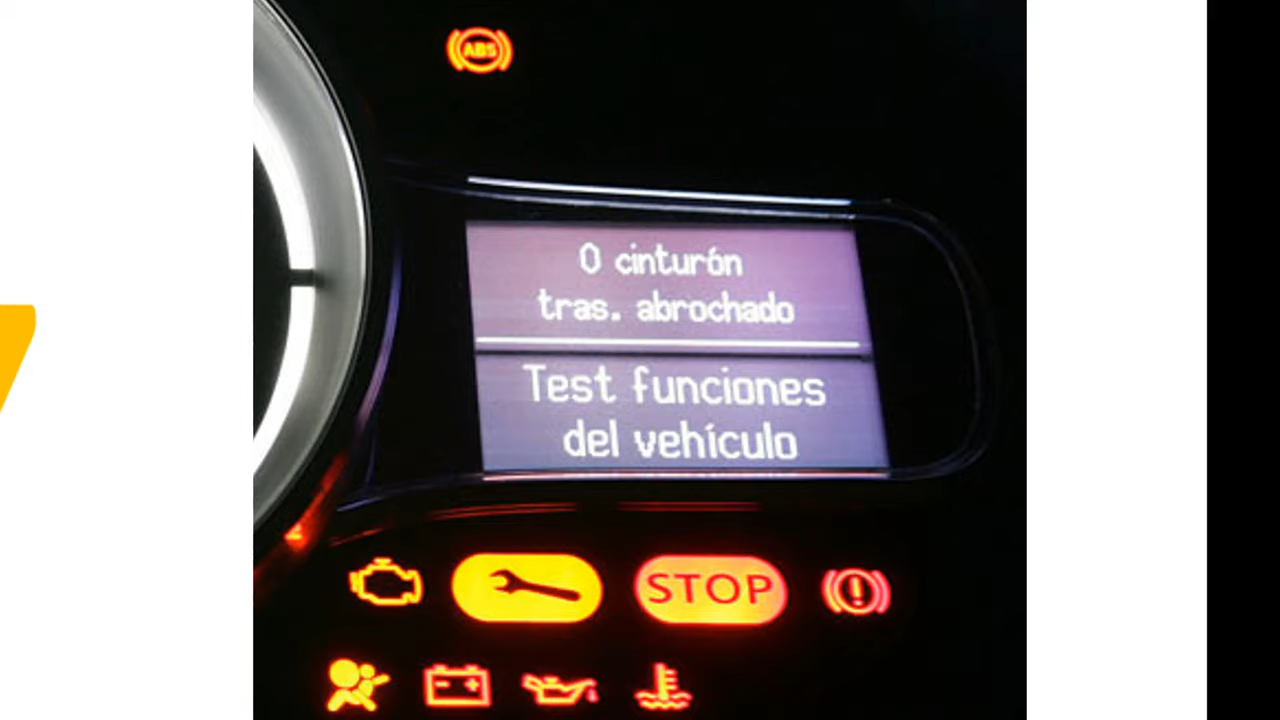 ABS
0 cinturón
tras. abrochado
Test funciones
del vehículo
STOP